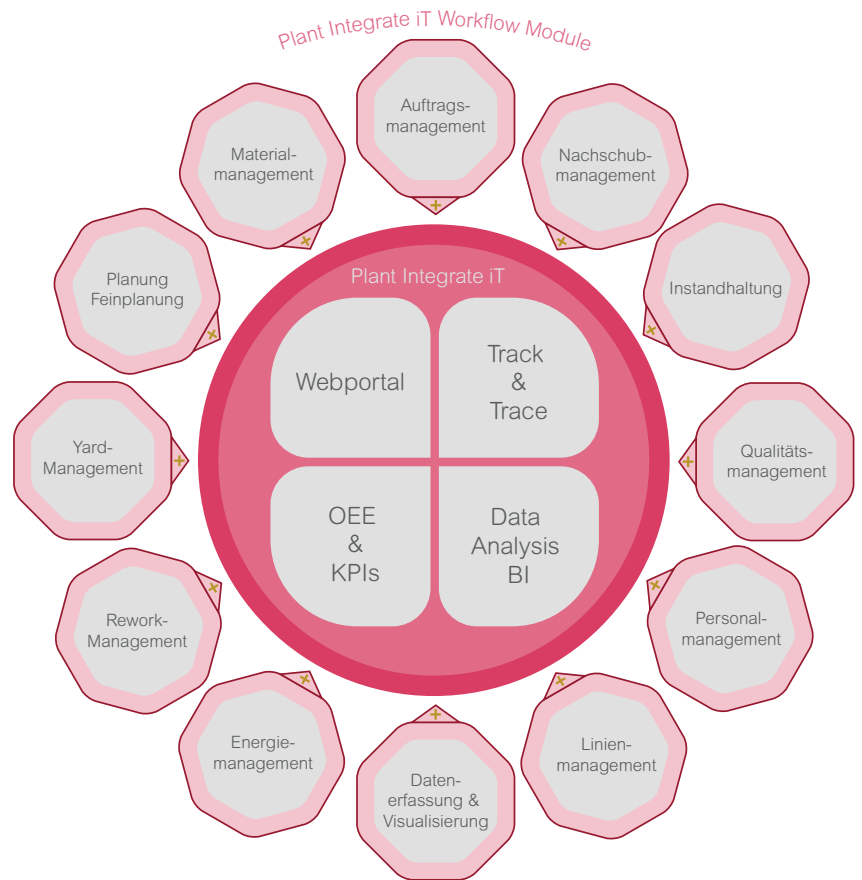 Plant Integrate iT Workflow Module
Auftrags-
management
Nachschub-
management
Instandhaltung
Qualitäts-
management
Personal-
management
Linien-
management
Daten-
erfassung &
Visualisierung
Energie-
management
Rework-
Management
Yard-
Management
Planung
Feinplanung
Material-
management
Plant Integrate iT
Webportal
Track
&
Trace
OEE
&
KPIs
Data
Analysis
BI